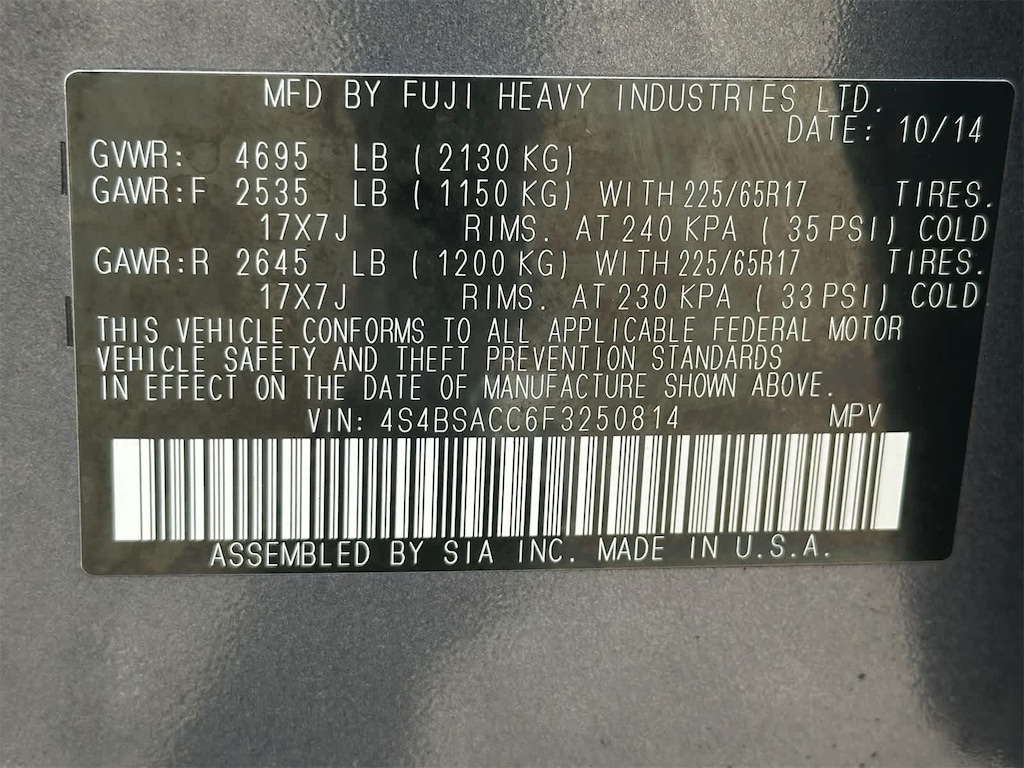 MFD BY FUJI HEAVY INDUSTRIES LTD.
DATE: 10/14
GVWR: 4695 LB ( 2130 KG)
GAWR:F 2535 LB ( 1150 KG) WITH 225/65R17 TIRES.
17X7J RIMS. AT 240 KPA ( 35 PSI) COLD
GAWR:R 2645 LB ( 1200 KG) WITH 225/65R17 TIRES.
17X7J RIMS. AT 230 KPA ( 33 PSI) COLD
THIS VEHICLE CONFORMS TO ALL APPLICABLE FEDERAL MOTOR
VEHICLE SAFETY AND THEFT PREVENTION STANDARDS
IN EFFECT ON THE DATE OF MANUFACTURE SHOWN ABOVE.
VIN: 4S4BSACC6F3250814 MPV
ASSEMBLED BY SIA INC. MADE IN U.S.A.